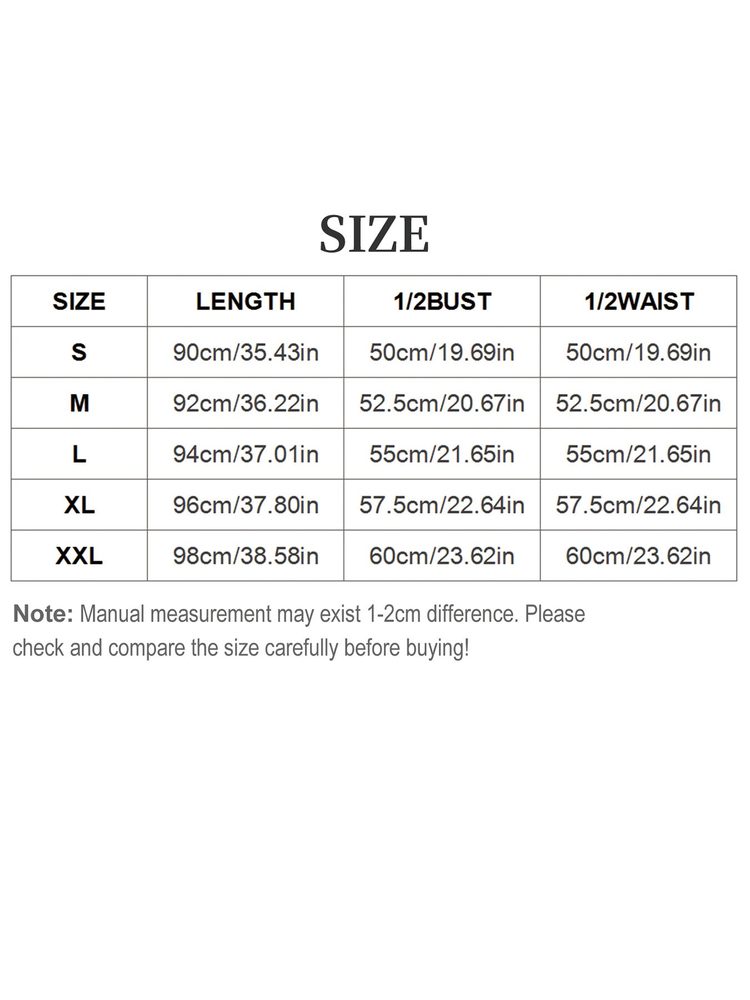 SIZE
SIZE LENGTH 1/2BUST 1/2WAIST
S 90cm/35.43in 50cm/19.69in 50cm/19.69in
M 92cm/36.22in 52.5cm/20.67in 52.5cm/20.67in
L 94cm/37.01in 55cm/21.65in 55cm/21.65in
XL 96cm/37.80in 57.5cm/22.64in 57.5cm/22.64in
XXL 98cm/38.58in 60cm/23.62in 60cm/23.62in
Note: Manual measurement may exist 1-2cm difference. Please
check and compare the size carefully before buying!